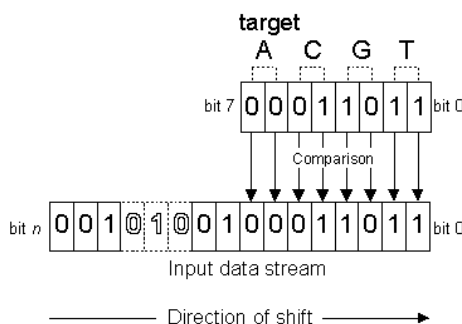 target
A C G T
bit 7 0 0 0 1 1 0 1 1 bit 0
Comparison
bit n 0 0 1 0 1 0 0 1 0 0 0 1 1 0 1 1 bit 0
Input data stream
Direction of shift